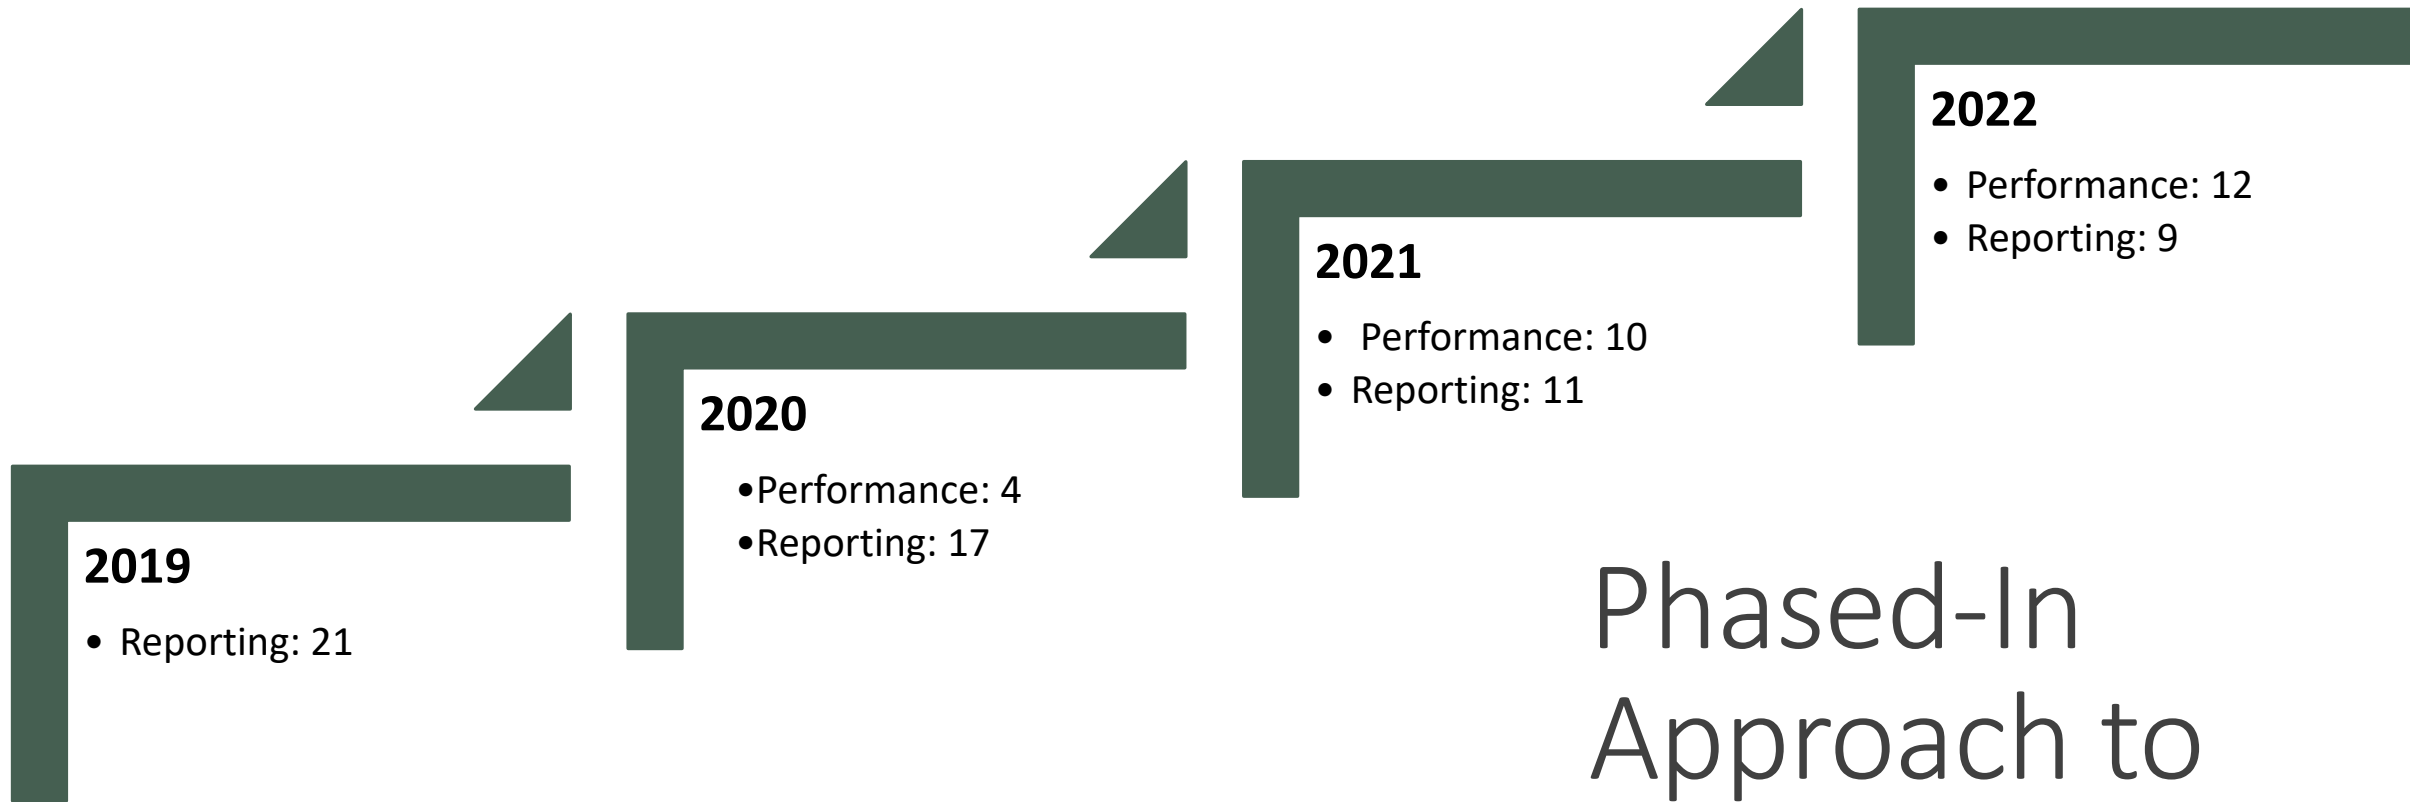 2019
• Reporting: 21
2020
•Performance: 4
•Reporting: 17
2021
• Performance: 10
• Reporting: 11
2022
• Performance: 12
• Reporting: 9
Phased-In
Approach to